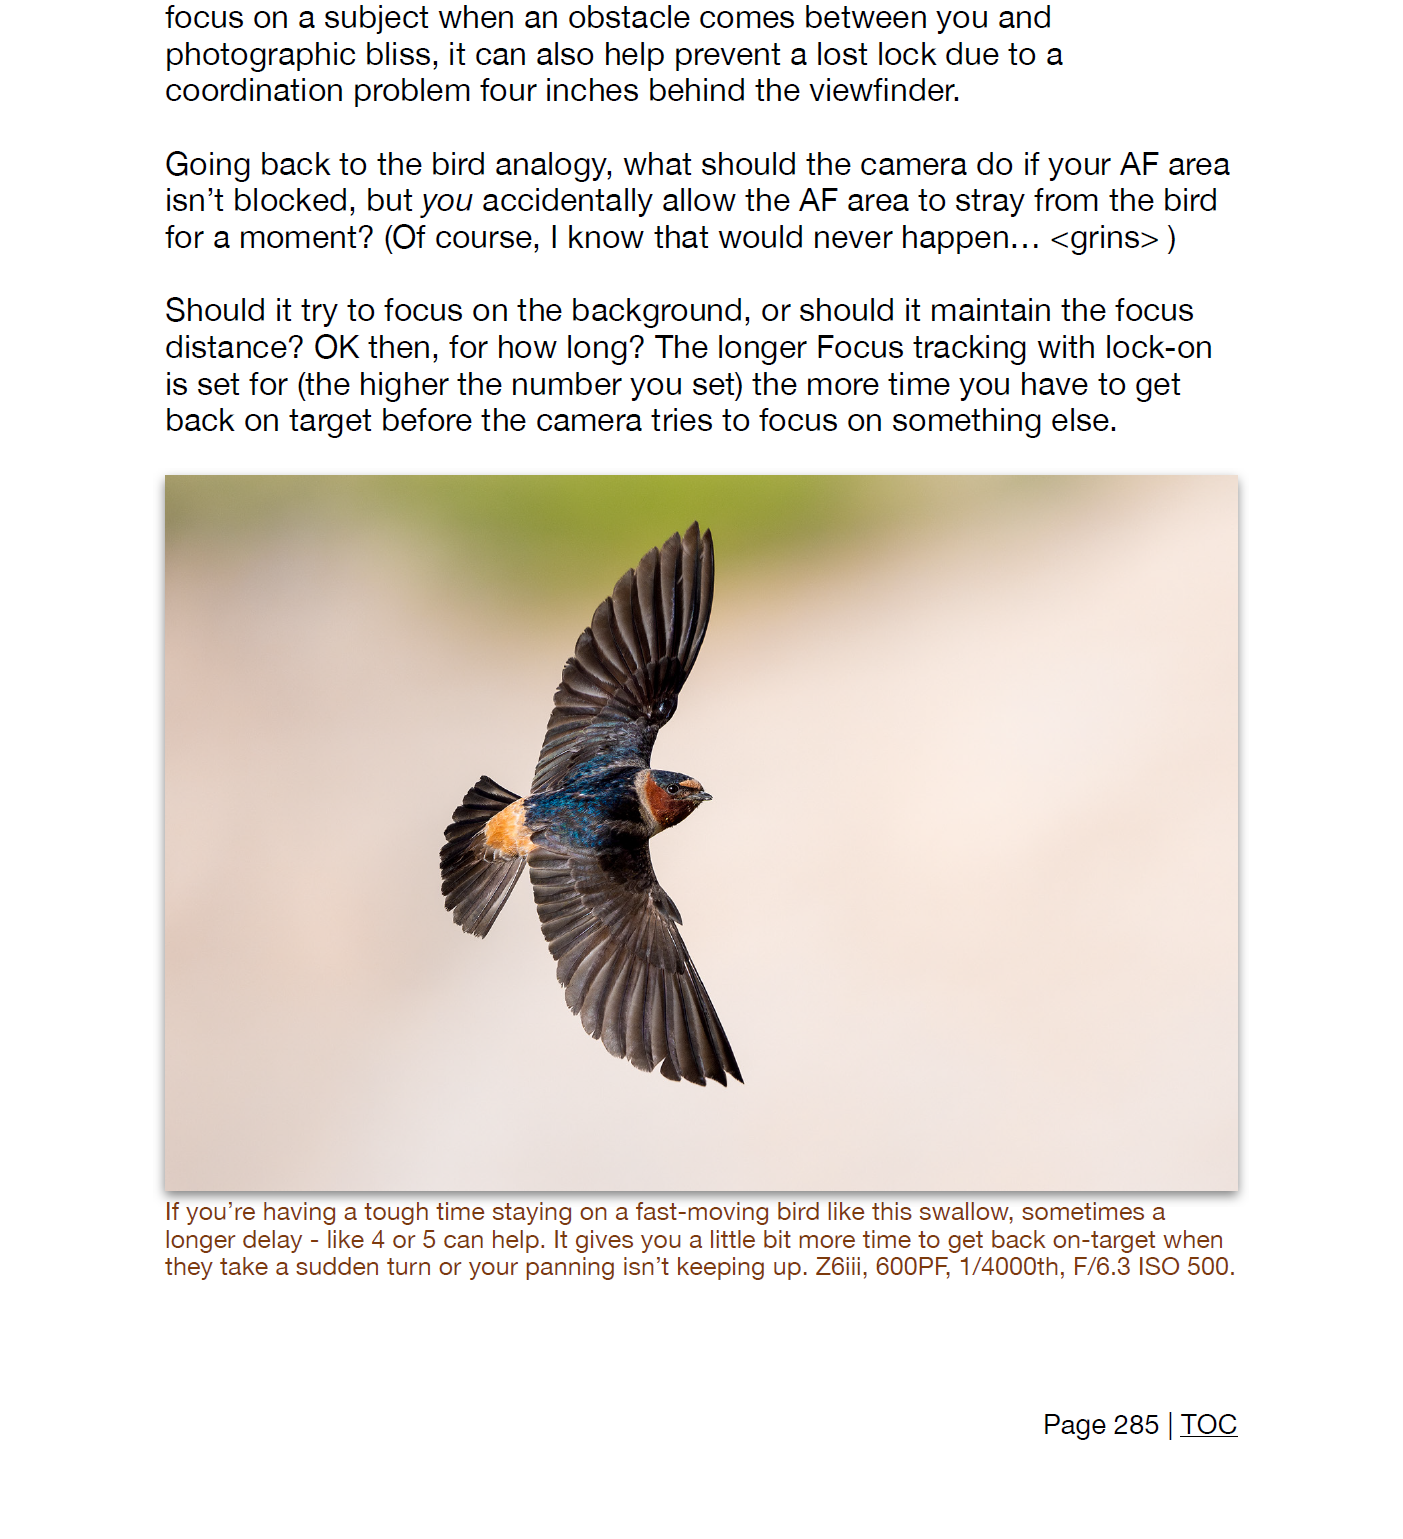 focus on a subject when an obstacle comes between you and
photographic bliss, it can also help prevent a lost lock due to a
coordination problem four inches behind the viewfinder.
Going back to the bird analogy, what should the camera do if your AF area
isn’t blocked, but you accidentally allow the AF area to stray from the bird
for a moment? (Of course, I know that would never happen… <grins> )
Should it try to focus on the background, or should it maintain the focus
distance? OK then, for how long? The longer Focus tracking with lock-on
is set for (the higher the number you set) the more time you have to get
back on target before the camera tries to focus on something else.
If you’re having a tough time staying on a fast-moving bird like this swallow, sometimes a
longer delay - like 4 or 5 can help. It gives you a little bit more time to get back on-target when
they take a sudden turn or your panning isn’t keeping up. Z6iii, 600PF, 1/4000th, F/6.3 ISO 500.
Page 285 | TOC